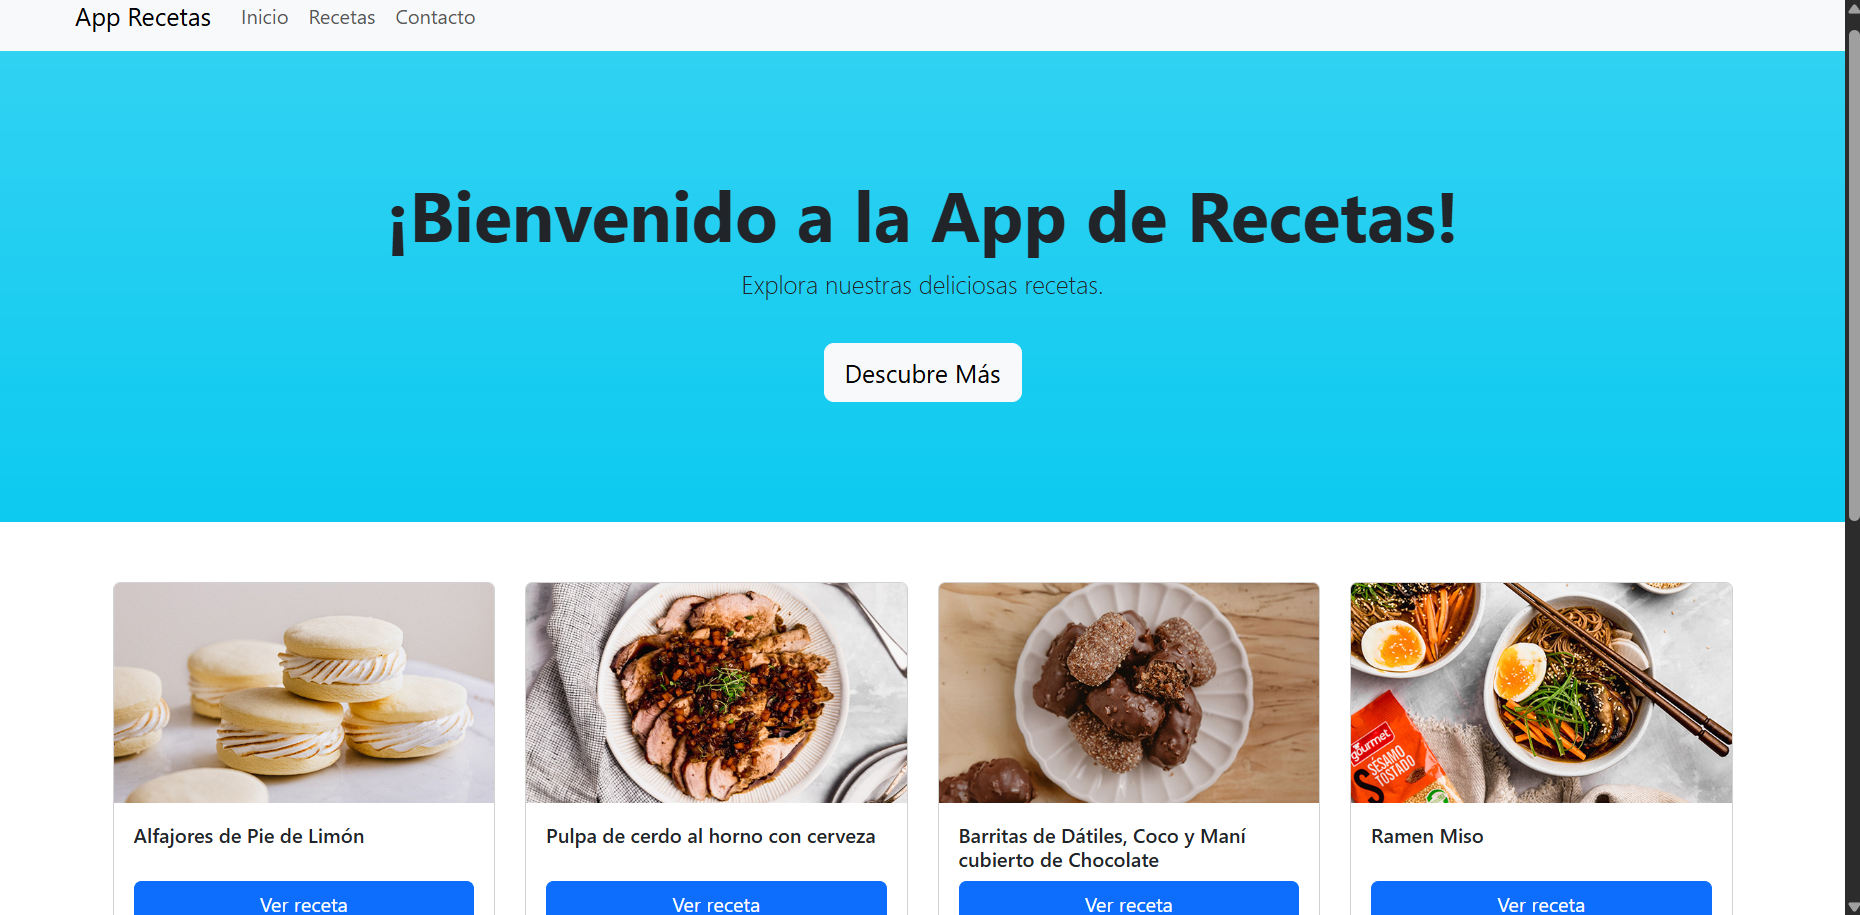 App Recetas Inicio Recetas Contacto
¡Bienvenido a la App de Recetas!
Explora nuestras deliciosas recetas.
Descubre Más
gourmet
SÉSAMO
TOSTADO
S
Alfajores de Pie de Limón
Pulpa de cerdo al horno con cerveza
Barritas de Dátiles, Coco y Maní
cubierto de Chocolate
Ramen Miso
Ver receta
Ver receta
Ver receta
Ver receta